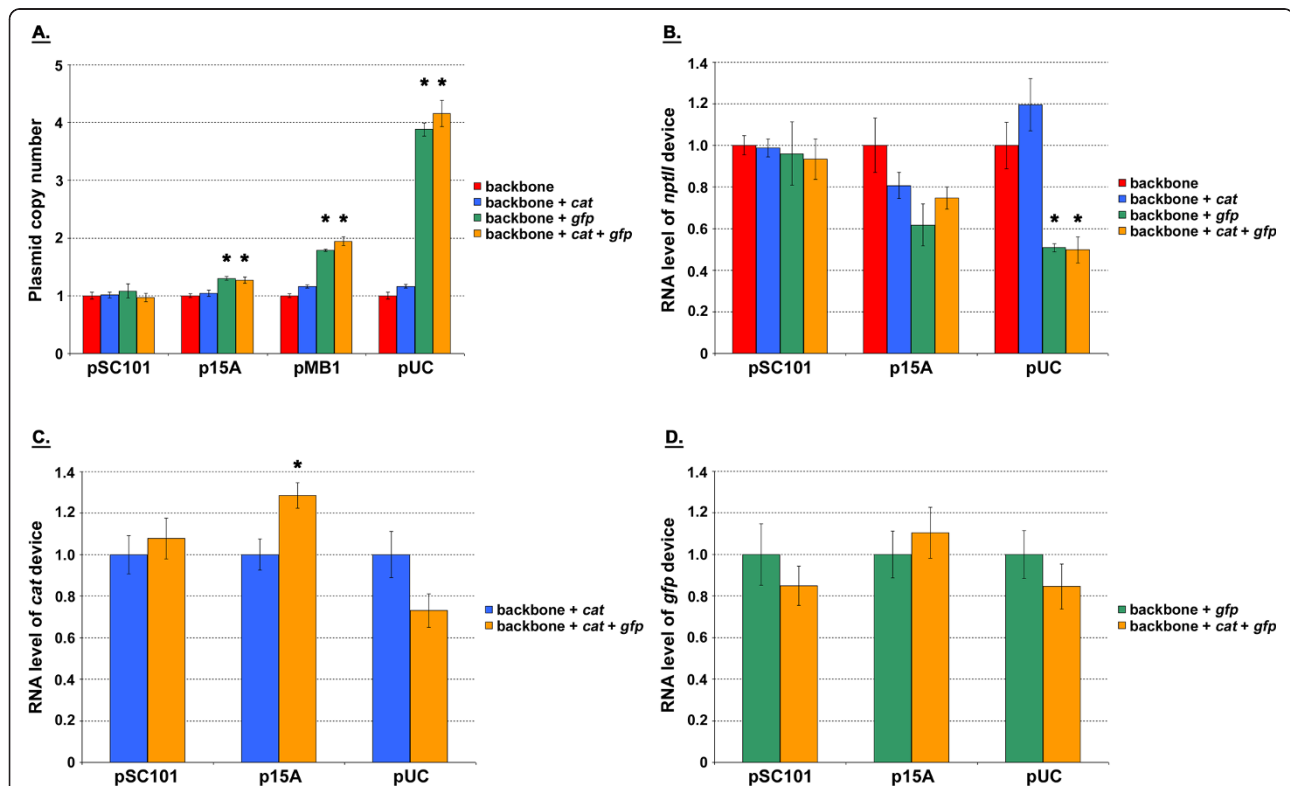 A.
5
4
3
2
1
0
Plasmid copy number
* * * * * *
pSC101 p15A pMB1 pUC
backbone
backbone + cat
backbone + gfp
backbone + cat + gfp
B.
1.4
1.2
1.0
0.8
0.6
0.4
0.2
0
RNA level of nptII device
* *
pSC101 p15A pUC
backbone
backbone + cat
backbone + gfp
backbone + cat + gfp
C.
1.4
1.2
1.0
0.8
0.6
0.4
0.2
0
RNA level of cat device
*
pSC101 p15A pUC
backbone + cat
backbone + cat + gfp
D.
1.4
1.2
1.0
0.8
0.6
0.4
0.2
0
RNA level of gfp device
pSC101 p15A pUC
backbone + gfp
backbone + cat + gfp